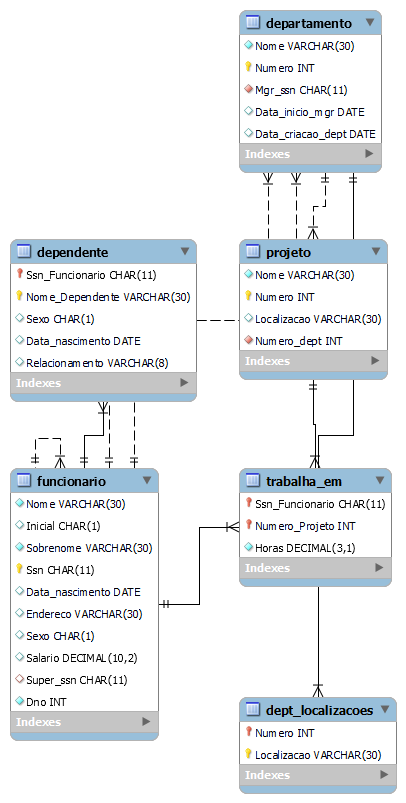 departamento
Nome VARCHAR(30)
Numero INT
Mgr_ssn CHAR(11)
Data_inicio_mgr DATE
Data_criacao_dept DATE
Indexes
dependente
Ssn_Funcionario CHAR(11)
Nome_Dependente VARCHAR(30)
Sexo CHAR(1)
Data_nascimento DATE
Relacionamento VARCHAR(8)
Indexes
projeto
Nome VARCHAR(30)
Numero INT
Localizacao VARCHAR(30)
Numero_dept INT
Indexes
funcionario
Nome VARCHAR(30)
Inicial CHAR(1)
Sobrenome VARCHAR(30)
Ssn CHAR(11)
Data_nascimento DATE
Endereco VARCHAR(30)
Sexo CHAR(1)
Salario DECIMAL(10,2)
Super_ssn CHAR(11)
Dno INT
Indexes
trabalha_em
Ssn_Funcionario CHAR(11)
Numero_Projeto INT
Horas DECIMAL(3,1)
Indexes
dept_localizacoes
Numero INT
Localizacao VARCHAR(30)
Indexes